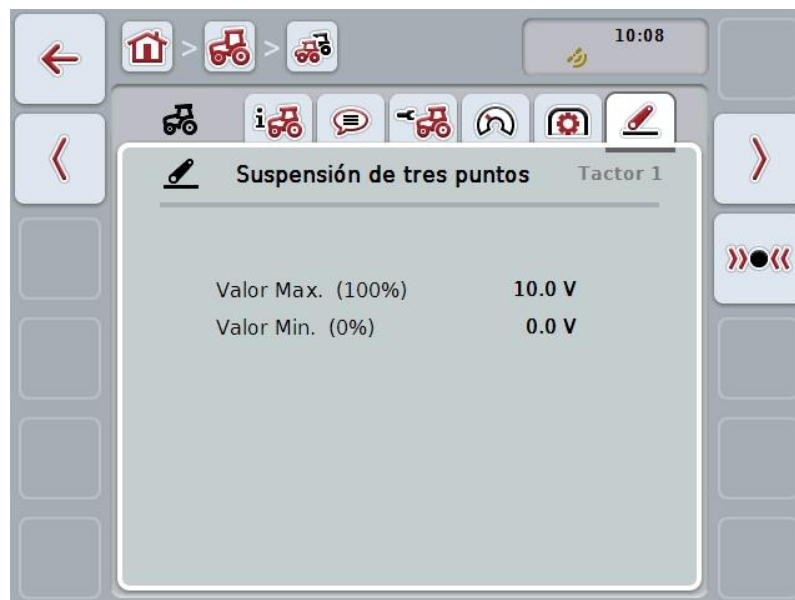 10:08
Suspensión de tres puntos Tactor 1
Valor Max. (100%) 10.0 V
Valor Min. (0%) 0.0 V